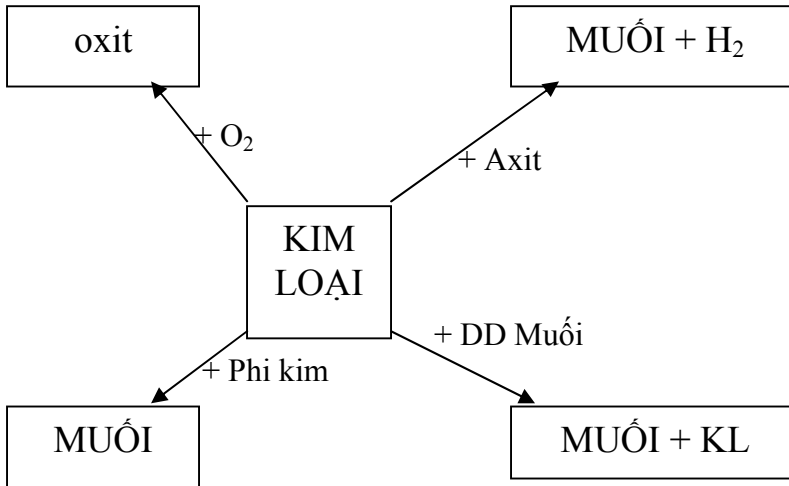 oxit
MUỐI + H₂
+ O₂
+ Axit
KIM
LOẠI
+ DD Muối
+ Phi kim
MUỐI
MUỐI + KL